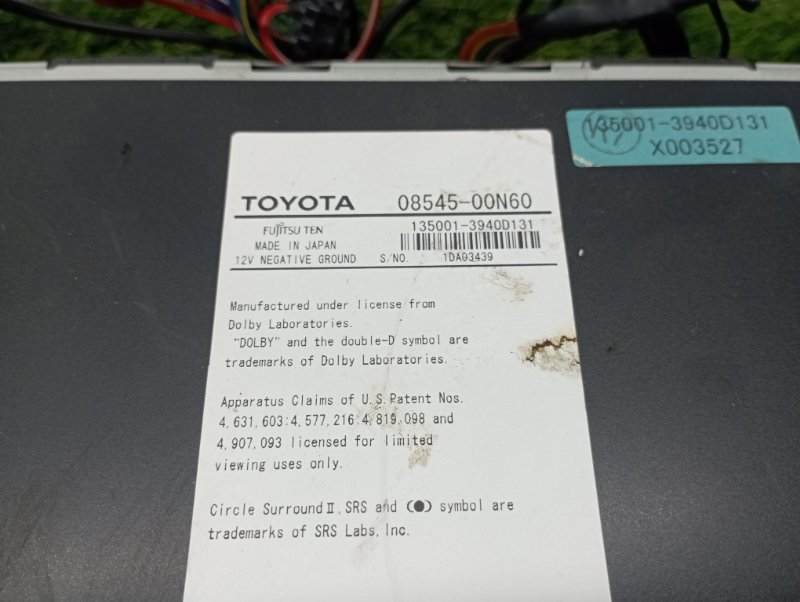 135001-3940D131
X003527
TOYOTA 08545-00N60
FUJITSU TEN 135001-3940D131
MADE IN JAPAN
12V NEGATIVE GROUND S/NO. 1DA03439
Manufactured under license from
Dolby Laboratories.
"DOLBY" and the double-D symbol are
trademarks of Dolby Laboratories.
Apparatus Claims of U.S.Patent Nos.
4,631,603:4,577,216:4,819,098 and
4,907,093 licensed for limited
viewing uses only.
Circle Surround II, SRS and (●) symbol are
trademarks of SRS Labs, Inc.